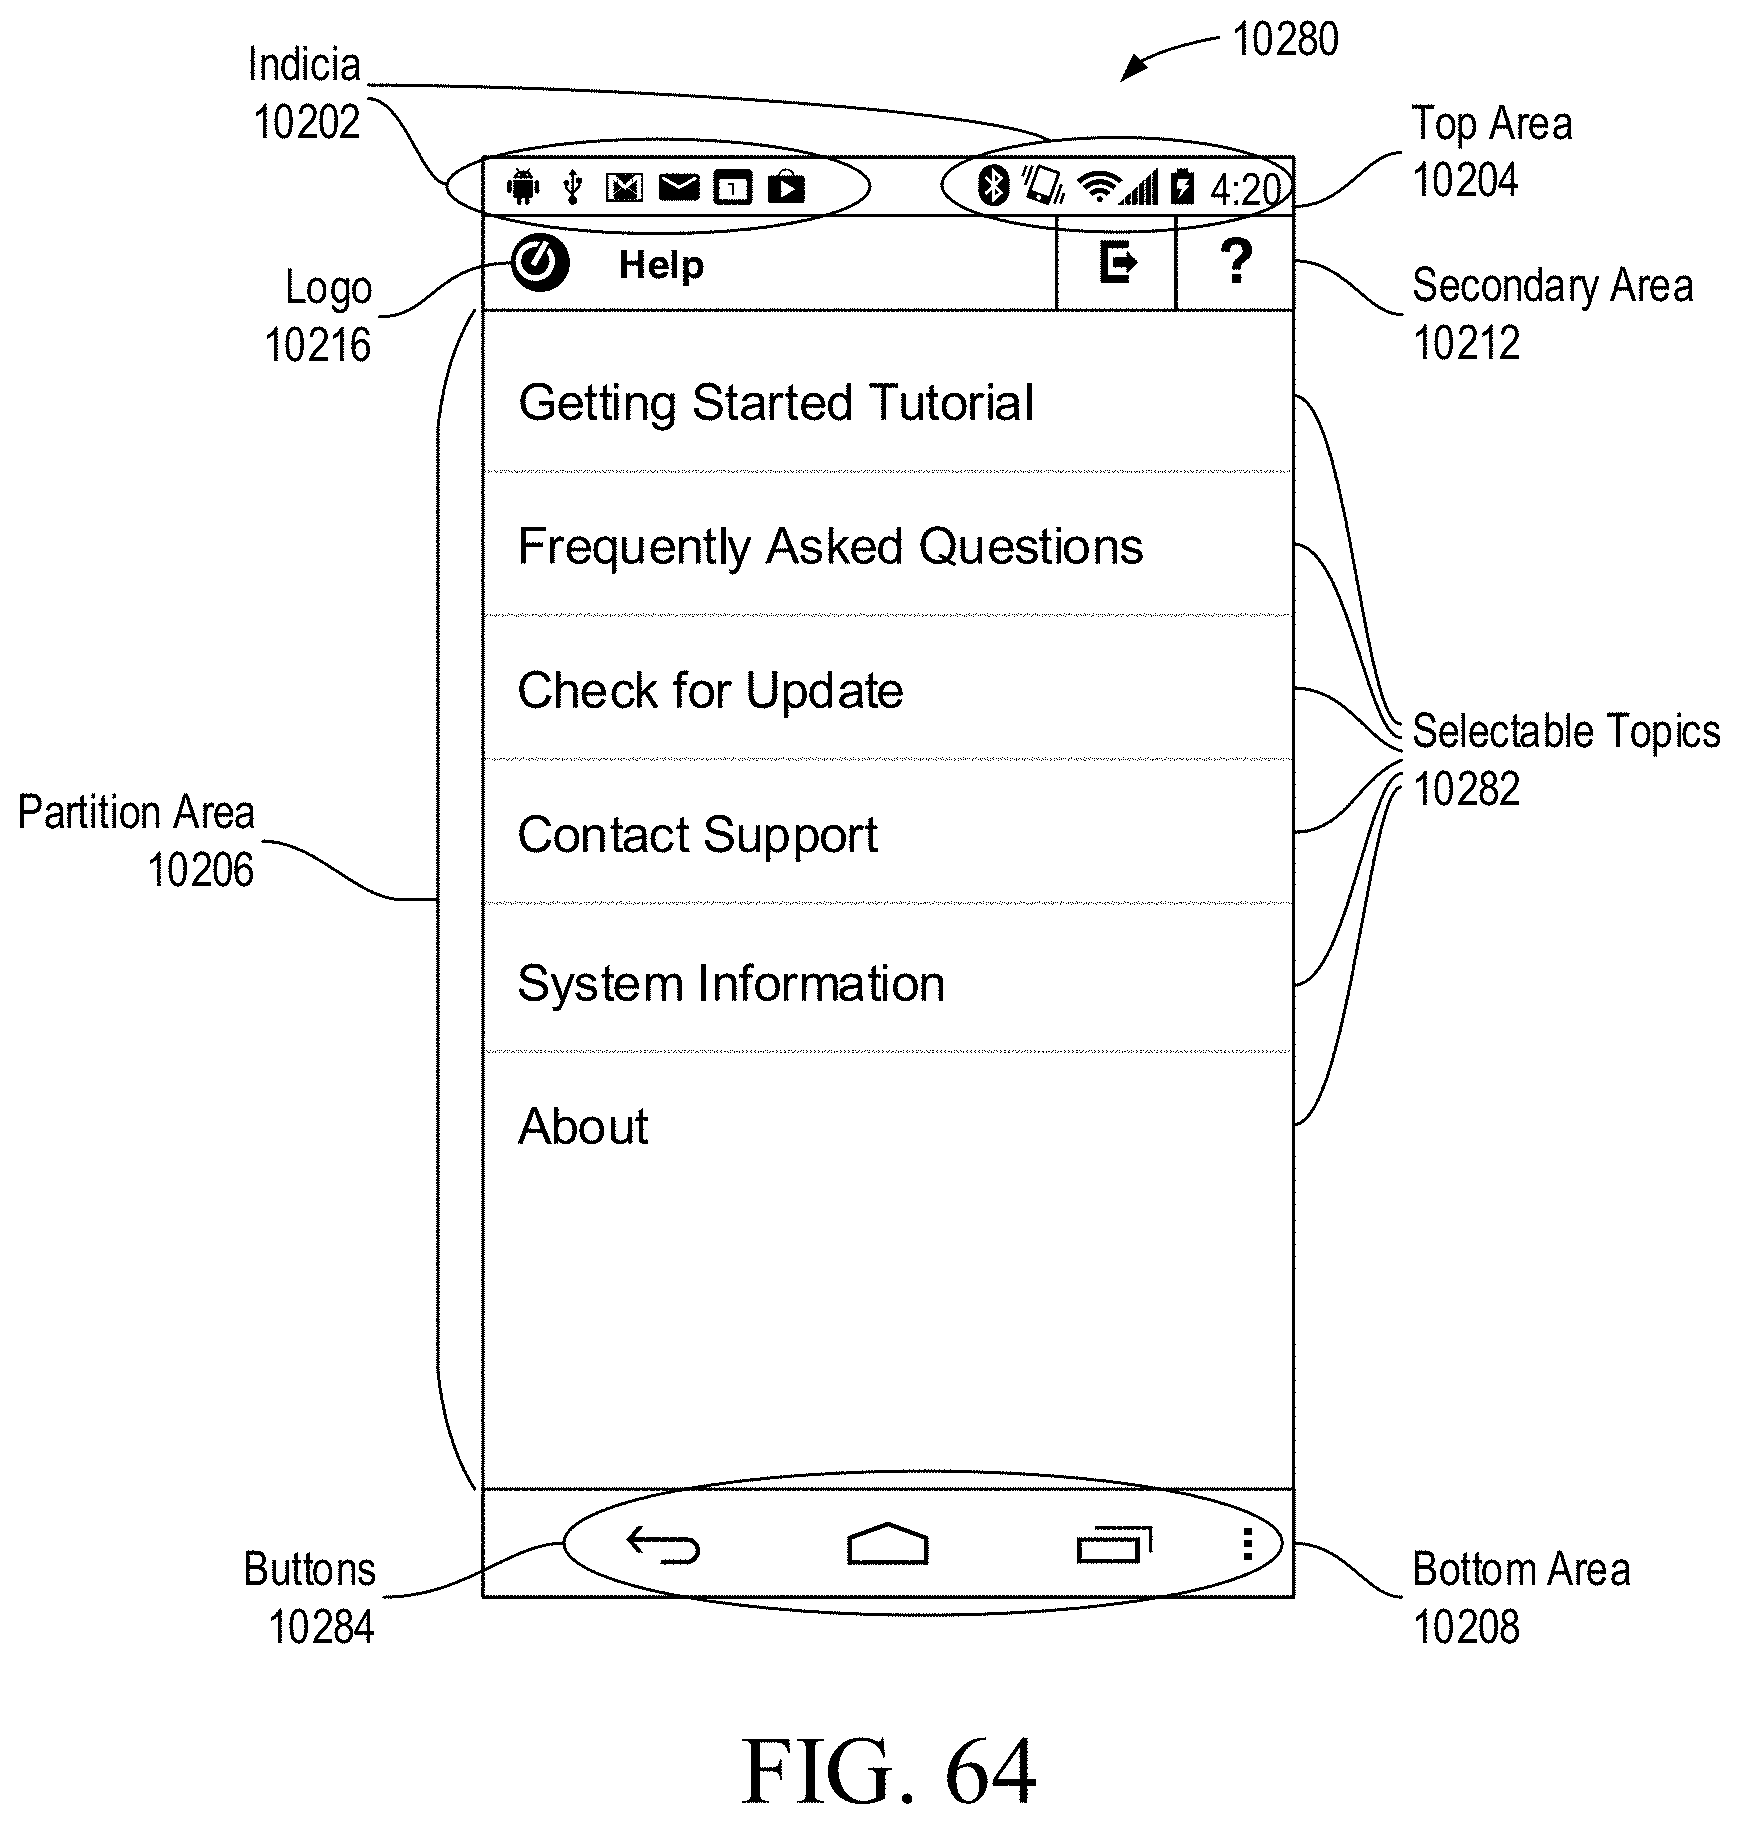 10280
Indicia
10202
Top Area
10204
4:20
Logo
10216
Help
?
Secondary Area
10212
Getting Started Tutorial
Frequently Asked Questions
Check for Update
Selectable Topics
10282
Partition Area
10206
Contact Support
System Information
About
Buttons
10284
Bottom Area
10208
FIG. 64